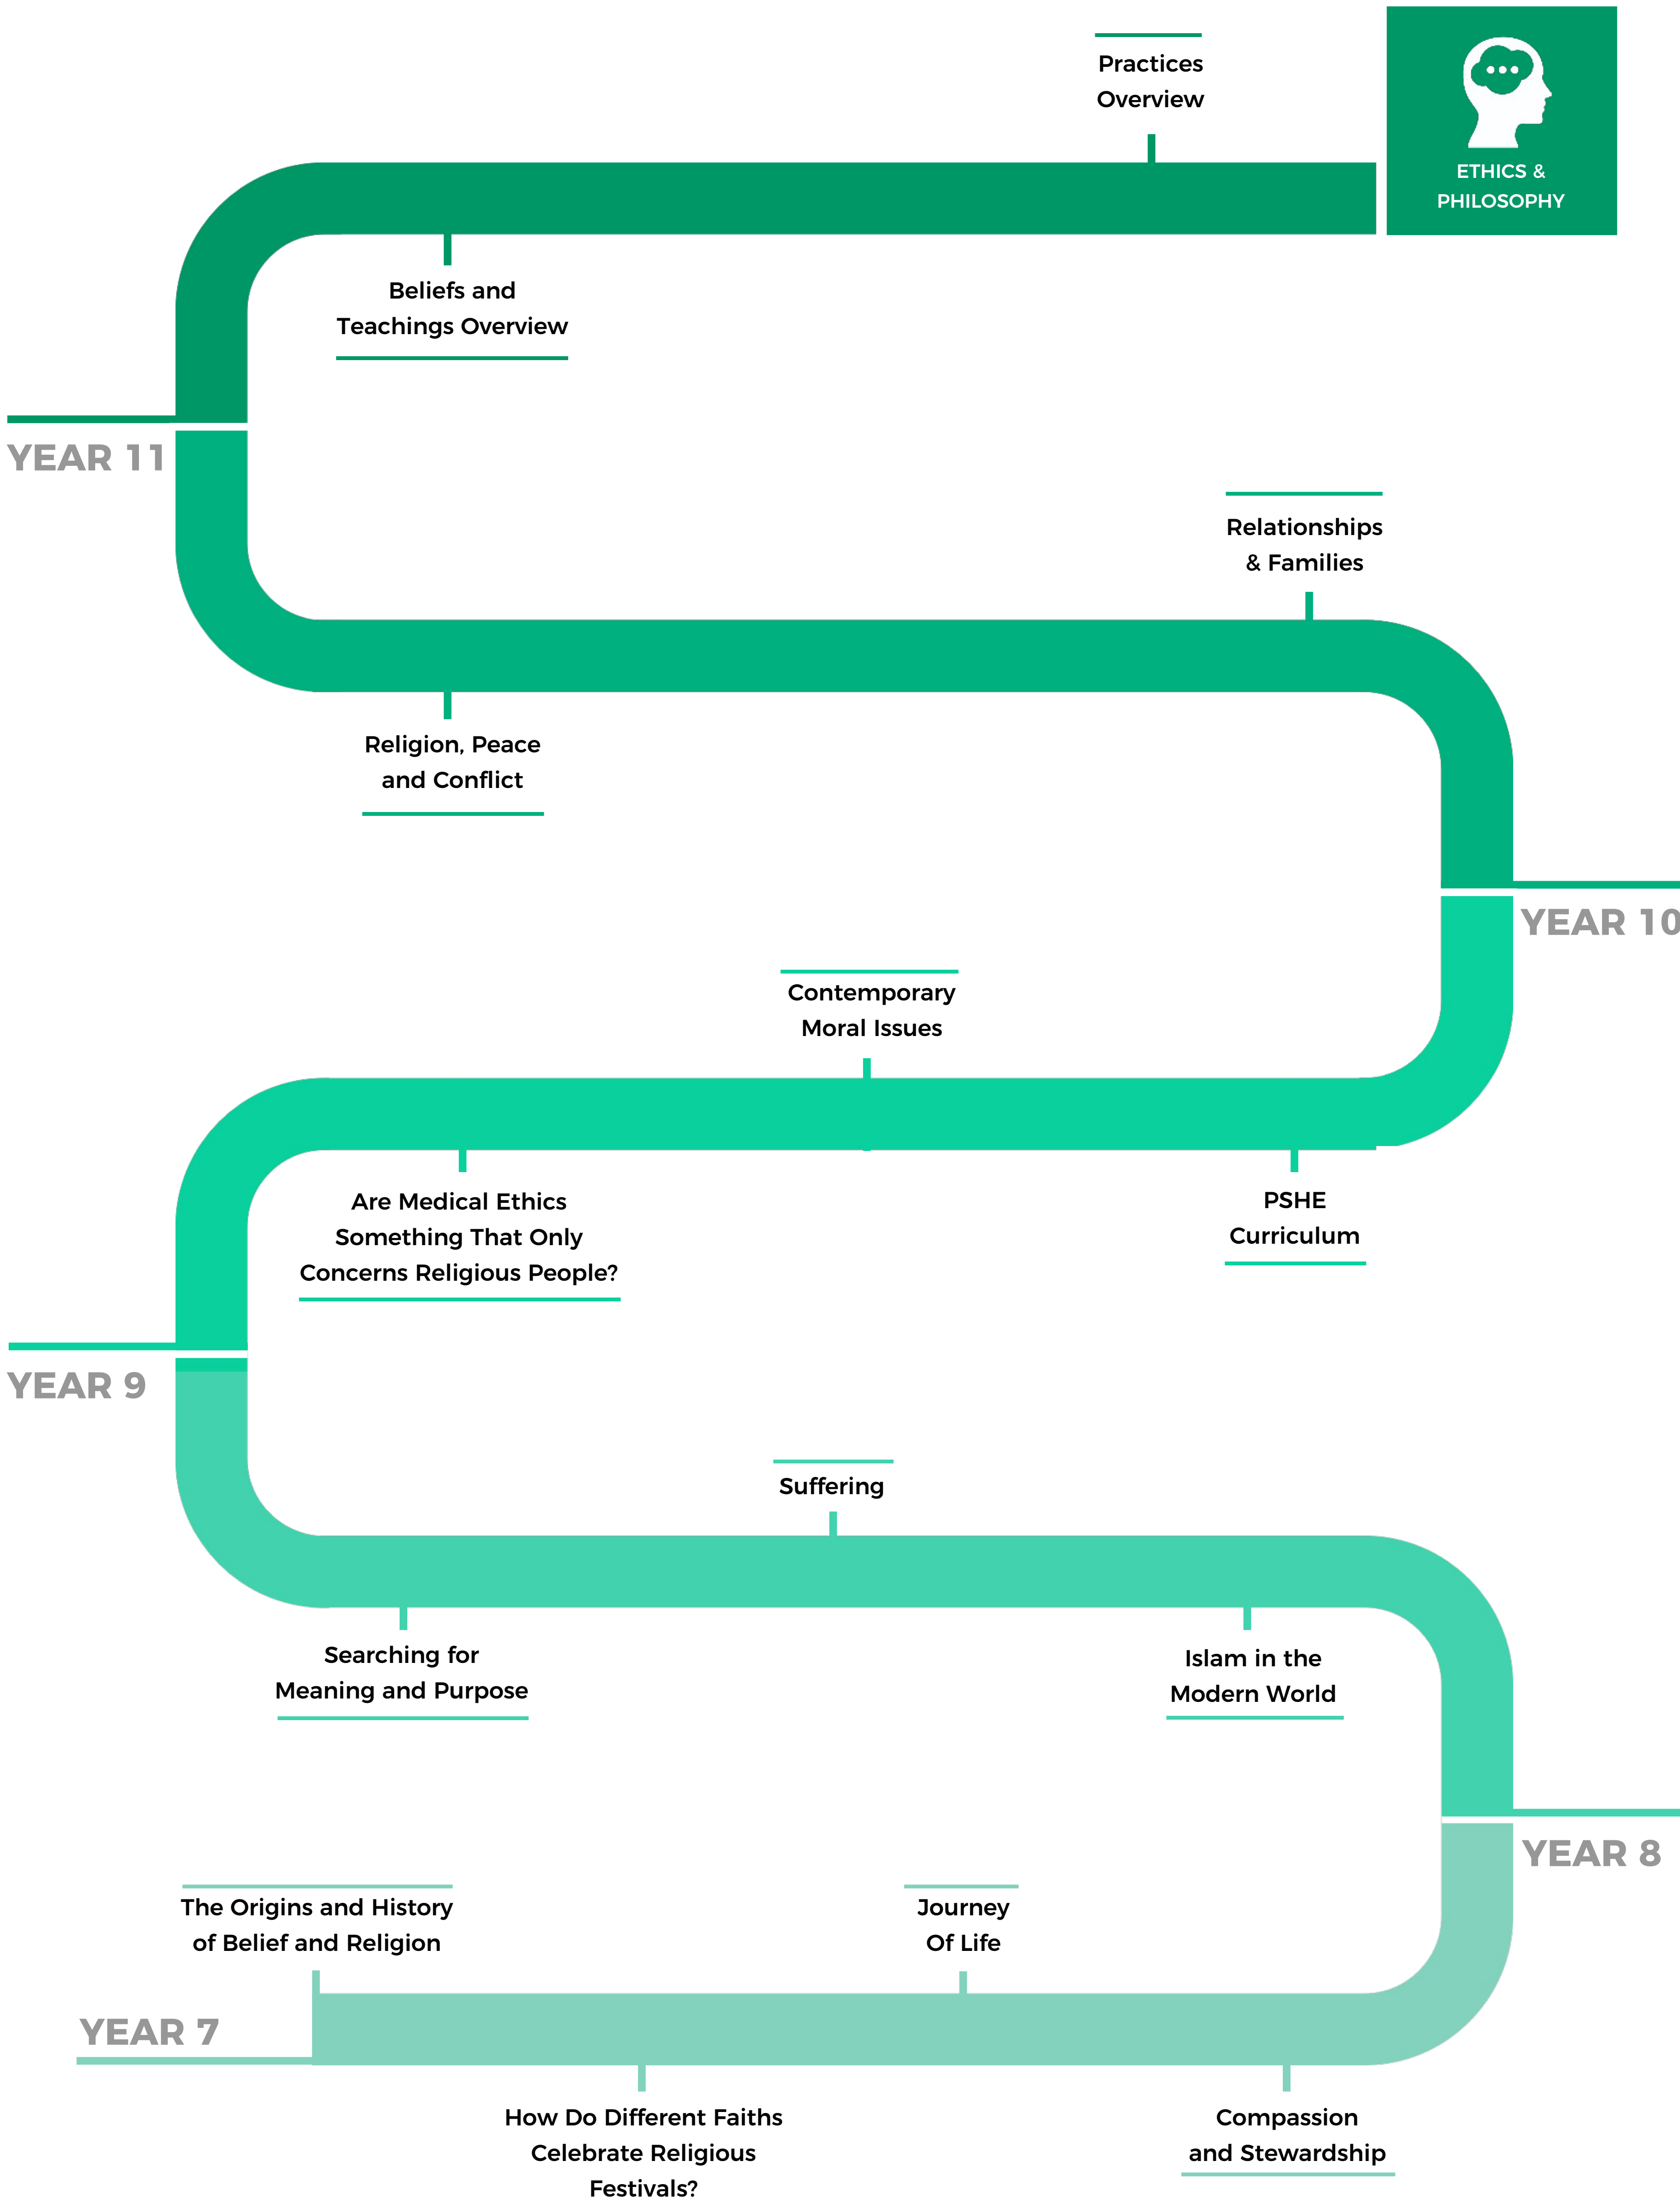 Practices
Overview
ETHICS &
PHILOSOPHY
Beliefs and
Teachings Overview
YEAR 11
Relationships
& Families
Religion, Peace
and Conflict
YEAR 10
Contemporary
Moral Issues
Are Medical Ethics
Something That Only
Concerns Religious People?
PSHE
Curriculum
YEAR 9
Suffering
Searching for
Meaning and Purpose
Islam in the
Modern World
YEAR 8
The Origins and History
of Belief and Religion
Journey
Of Life
YEAR 7
How Do Different Faiths
Celebrate Religious
Festivals?
Compassion
and Stewardship